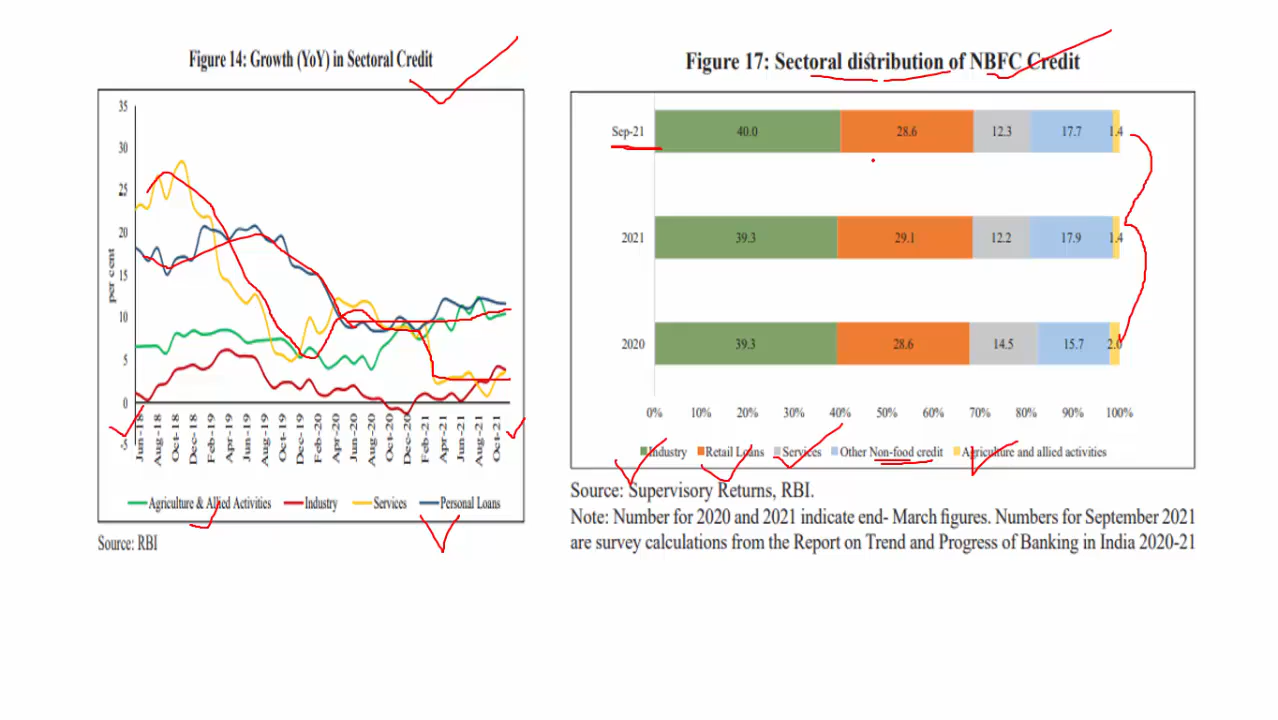 Figure 14: Growth (YoY) in Sectoral Credit
35
30
25
20
15
10
5
0
-5
per cent
Jun-18
Aug-18
Oct-18
Dec-18
Feb-19
Apr-19
Jun-19
Aug-19
Oct-19
Dec-19
Feb-20
Apr-20
Jun-20
Aug-20
Oct-20
Dec-20
Feb-21
Apr-21
Jun-21
Aug-21
Oct-21
Agriculture & Allied Activities Industry Services Personal Loans
Source: RBI
Figure 17: Sectoral distribution of NBFC Credit
Sep-21 40.0 28.6 12.3 17.7 1.4
2021 39.3 29.1 12.2 17.9 1.4
2020 39.3 28.6 14.5 15.7 2.0
0% 10% 20% 30% 40% 50% 60% 70% 80% 90% 100%
Industry Retail Loans Services Other Non-food credit Agriculture and allied activities
Source: Supervisory Returns, RBI.
Note: Number for 2020 and 2021 indicate end- March figures. Numbers for September 2021
are survey calculations from the Report on Trend and Progress of Banking in India 2020-21